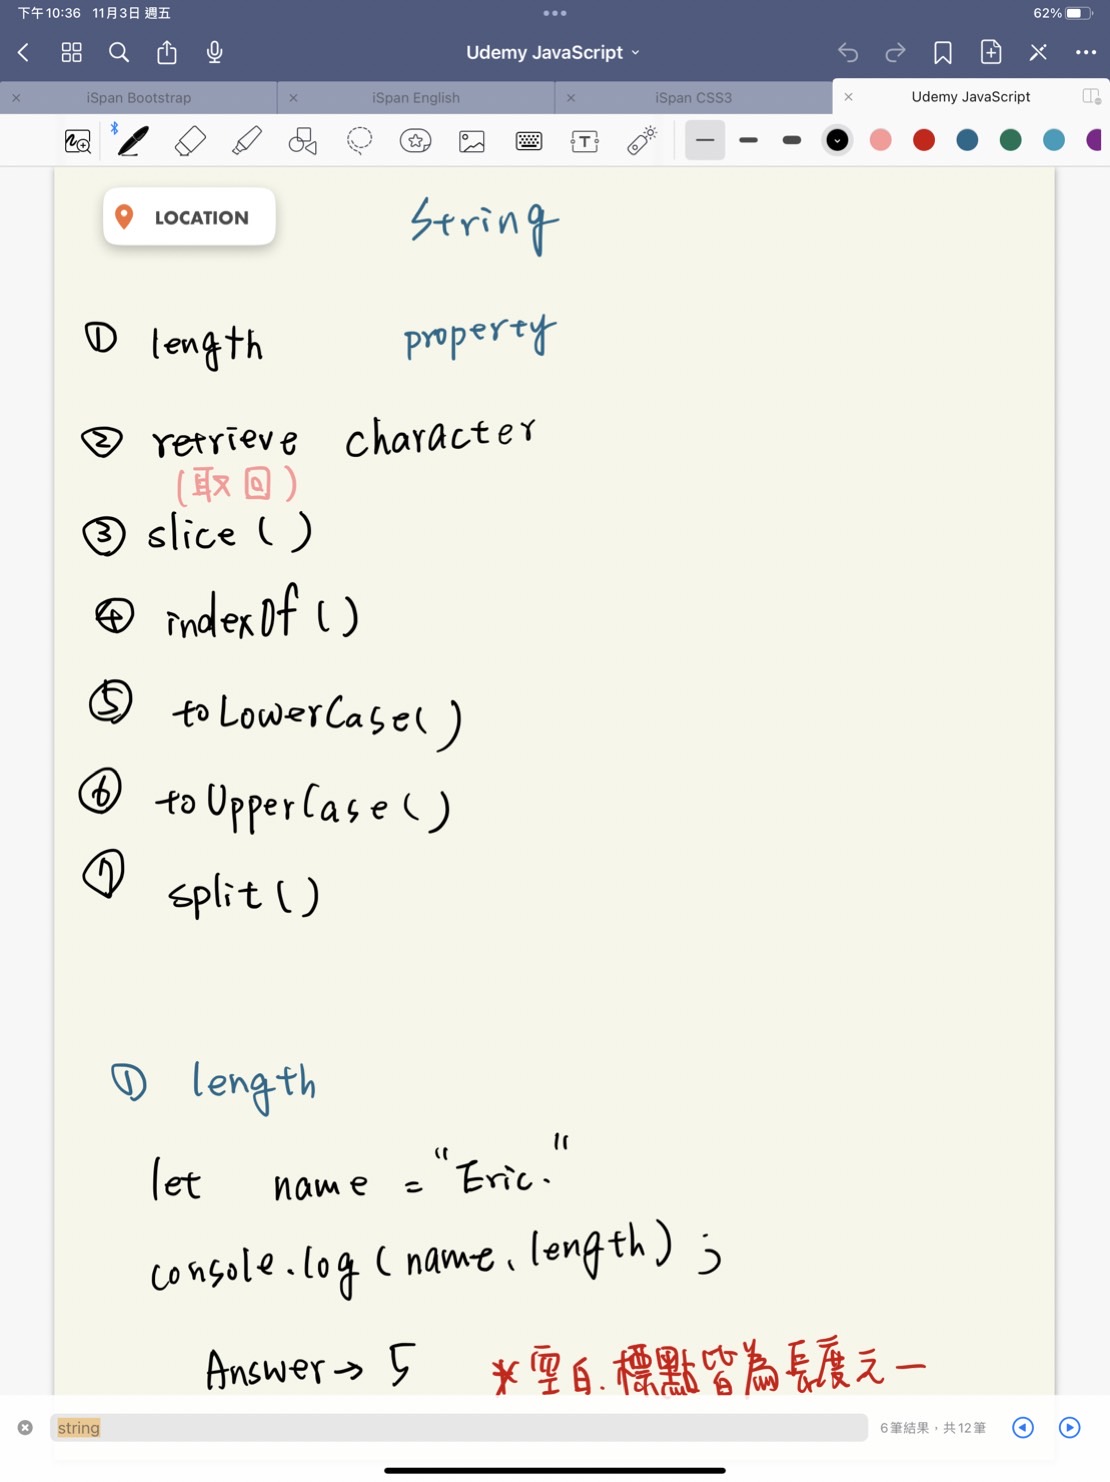 下午10:36 11月3日 週五
62%
Udemy JavaScript
iSpan Bootstrap
iSpan English
iSpan CSS3
Udemy JavaScript
LOCATION
String
① length property
② retrieve character
(取回)
③ slice ( )
④ indexOf ( )
⑤ toLowerCase( )
⑥ toUpperCase ( )
⑦ split ( )
① length
let name = "Eric."
console.log ( name.length ) ;
Answer → 5 *空白.標點皆為長度之一
string
6 筆結果,共 12 筆